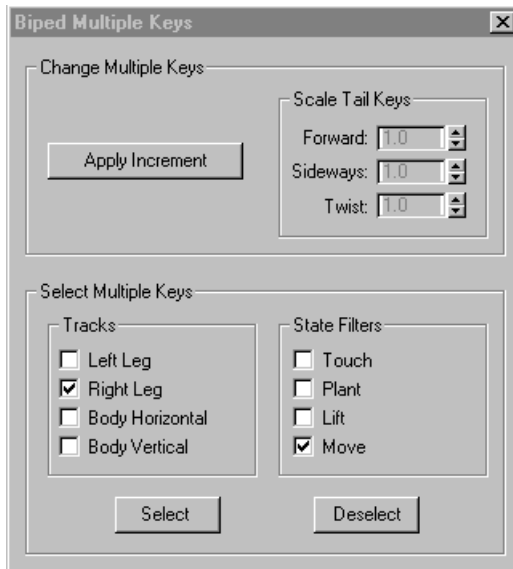 Biped Multiple Keys
Change Multiple Keys
Apply Increment
Scale Tail Keys
Forward: 1.0
Sideways: 1.0
Twist: 1.0
Select Multiple Keys
Tracks
Left Leg
Right Leg
Body Horizontal
Body Vertical
State Filters
Touch
Plant
Lift
Move
Select
Deselect